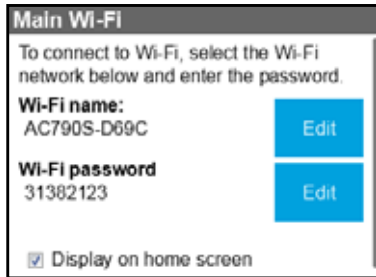 Main Wi-Fi
To connect to Wi-Fi, select the Wi-Fi
network below and enter the password.
Wi-Fi name:
AC790S-D69C
Edit
Wi-Fi password
31382123
Edit
Display on home screen